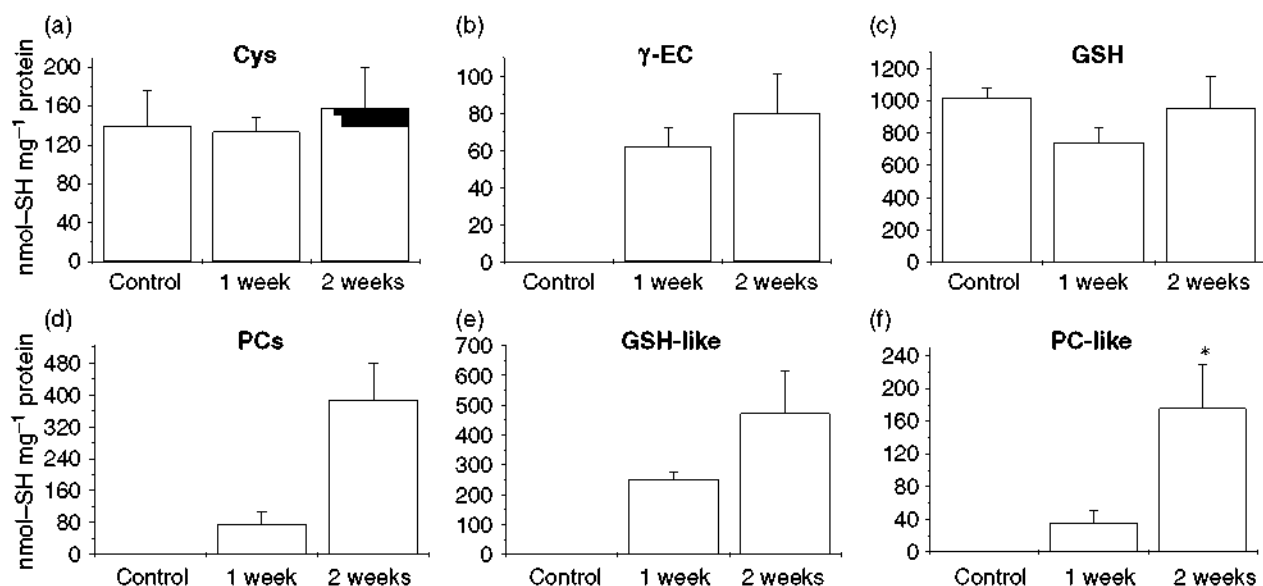 (a)
Cys
nmol–SH mg⁻¹ protein
200
160
120
80
40
0
Control
1 week
2 weeks
(b)
γ-EC
100
80
60
40
20
0
Control
1 week
2 weeks
(c)
GSH
1200
1000
800
600
400
200
0
Control
1 week
2 weeks
(d)
PCs
nmol–SH mg⁻¹ protein
480
400
320
240
160
80
0
Control
1 week
2 weeks
(e)
GSH-like
700
600
500
400
300
200
100
0
Control
1 week
2 weeks
(f)
PC-like
*
240
200
160
120
80
40
0
Control
1 week
2 weeks